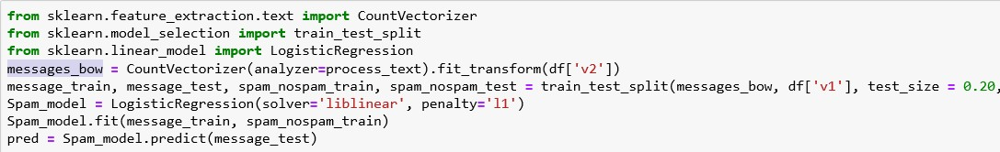 from sklearn.feature_extraction.text import CountVectorizer
from sklearn.model_selection import train_test_split
from sklearn.linear_model import LogisticRegression
messages_bow = CountVectorizer(analyzer=process_text).fit_transform(df['v2'])
message_train, message_test, spam_nospam_train, spam_nospam_test = train_test_split(messages_bow, df['v1'], test_size = 0.20,
Spam_model = LogisticRegression(solver='liblinear', penalty='l1')
Spam_model.fit(message_train, spam_nospam_train)
pred = Spam_model.predict(message_test)